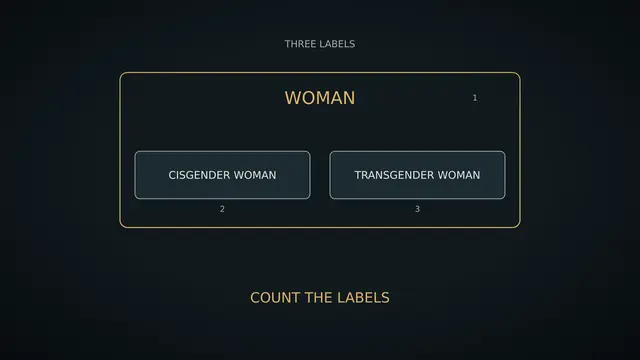 THREE LABELS
WOMAN 1
CISGENDER WOMAN TRANSGENDER WOMAN
2 3
COUNT THE LABELS